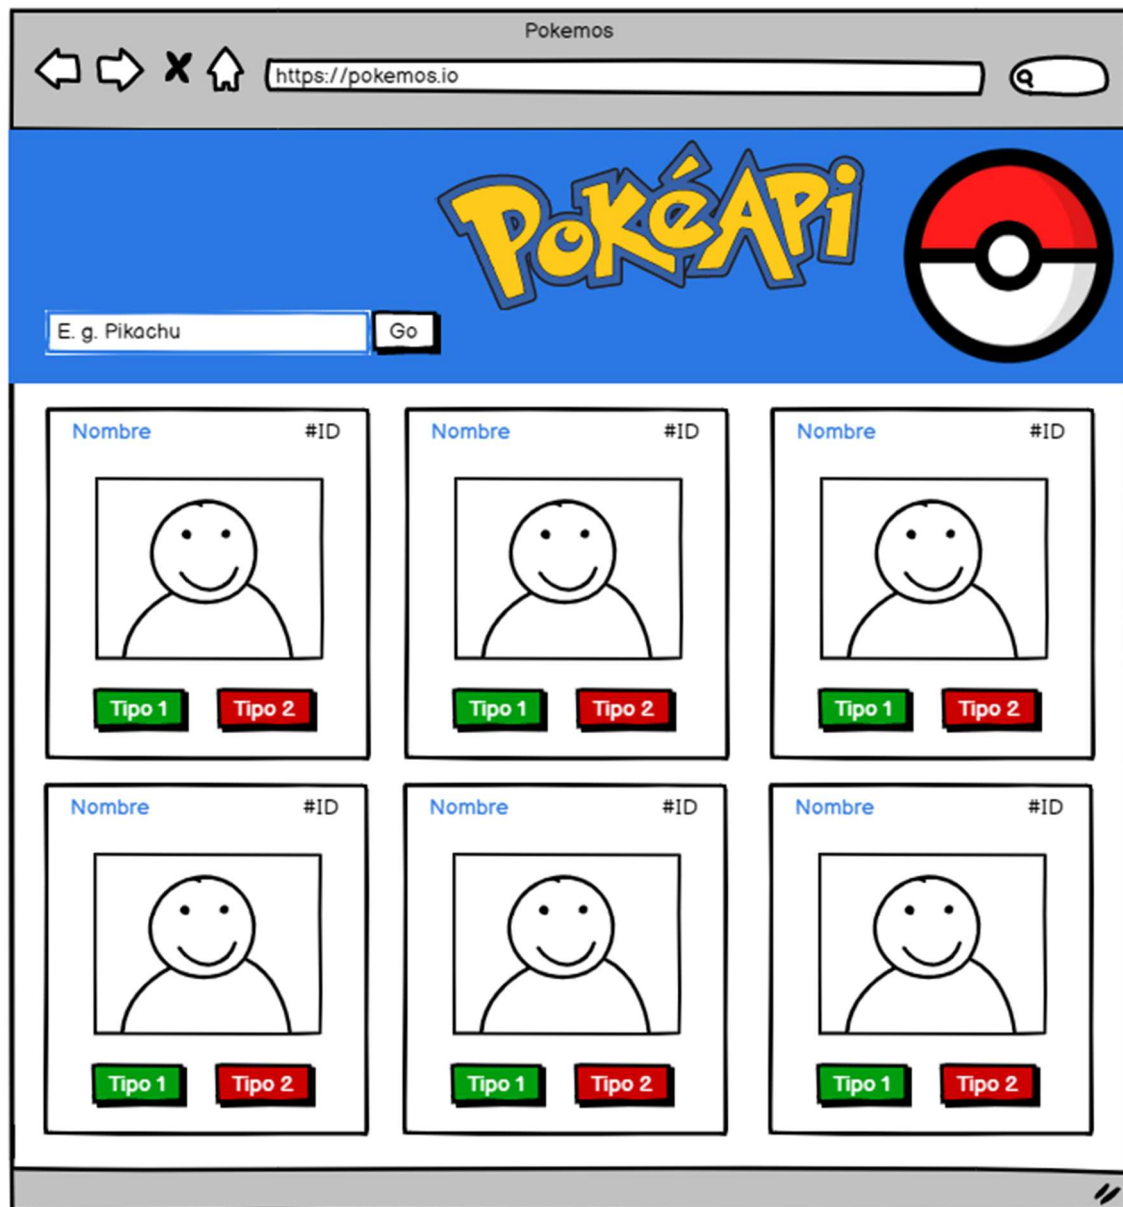 Pokemos
https://pokemos.io
PokéApi
E. g. Pikachu
Go
Nombre #ID
Nombre #ID
Nombre #ID
Tipo 1 Tipo 2
Tipo 1 Tipo 2
Tipo 1 Tipo 2
Nombre #ID
Nombre #ID
Nombre #ID
Tipo 1 Tipo 2
Tipo 1 Tipo 2
Tipo 1 Tipo 2